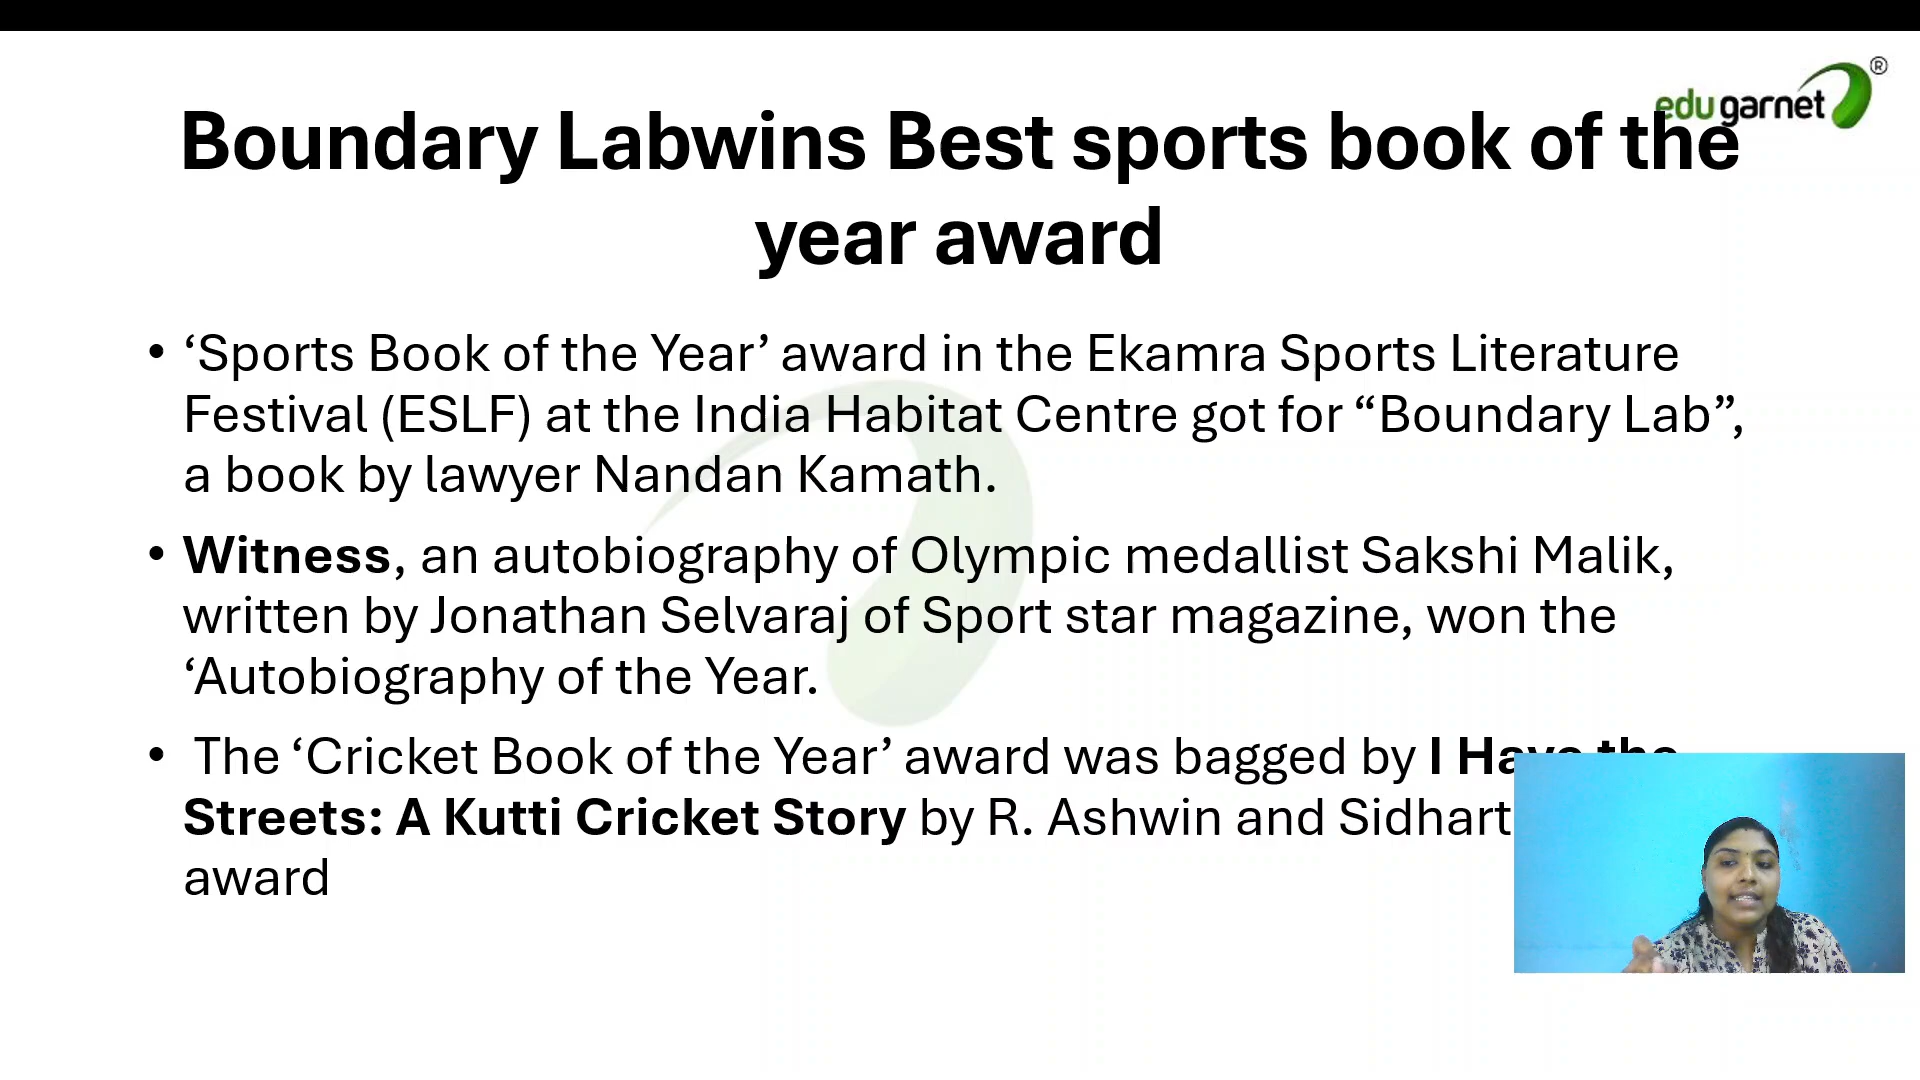 edu garnet ®
Boundary Labwins Best sports book of the
year award
• ‘Sports Book of the Year’ award in the Ekamra Sports Literature
Festival (ESLF) at the India Habitat Centre got for “Boundary Lab”,
a book by lawyer Nandan Kamath.
• Witness, an autobiography of Olympic medallist Sakshi Malik,
written by Jonathan Selvaraj of Sport star magazine, won the
‘Autobiography of the Year.
• The ‘Cricket Book of the Year’ award was bagged by I Have the
Streets: A Kutti Cricket Story by R. Ashwin and
award